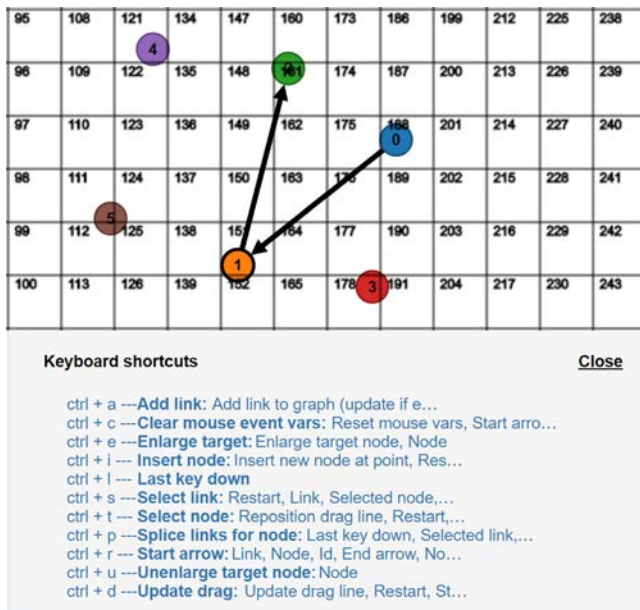 95 108 121 134 147 160 173 186 199 212 225 238
4
96 109 122 135 148 161 174 187 200 213 226 239
97 110 123 136 149 162 175 188 201 214 227 240
0
98 111 124 137 150 163 176 189 202 215 228 241
5
99 112 125 138 151 164 177 190 203 216 229 242
1
100 113 126 139 152 165 178 191 204 217 230 243
3
Keyboard shortcuts Close
ctrl + a ---Add link: Add link to graph (update if e…
ctrl + c ---Clear mouse event vars: Reset mouse vars, Start arro…
ctrl + e ---Enlarge target: Enlarge target node, Node
ctrl + i --- Insert node: Insert new node at point, Res…
ctrl + l --- Last key down
ctrl + s ---Select link: Restart, Link, Selected node,…
ctrl + t --- Select node: Reposition drag line, Restart,…
ctrl + p ---Splice links for node: Last key down, Selected link,…
ctrl + r --- Start arrow: Link, Node, Id, End arrow, No…
ctrl + u ---Unenlarge target node: Node
ctrl + d ---Update drag: Update drag line, Restart, St…